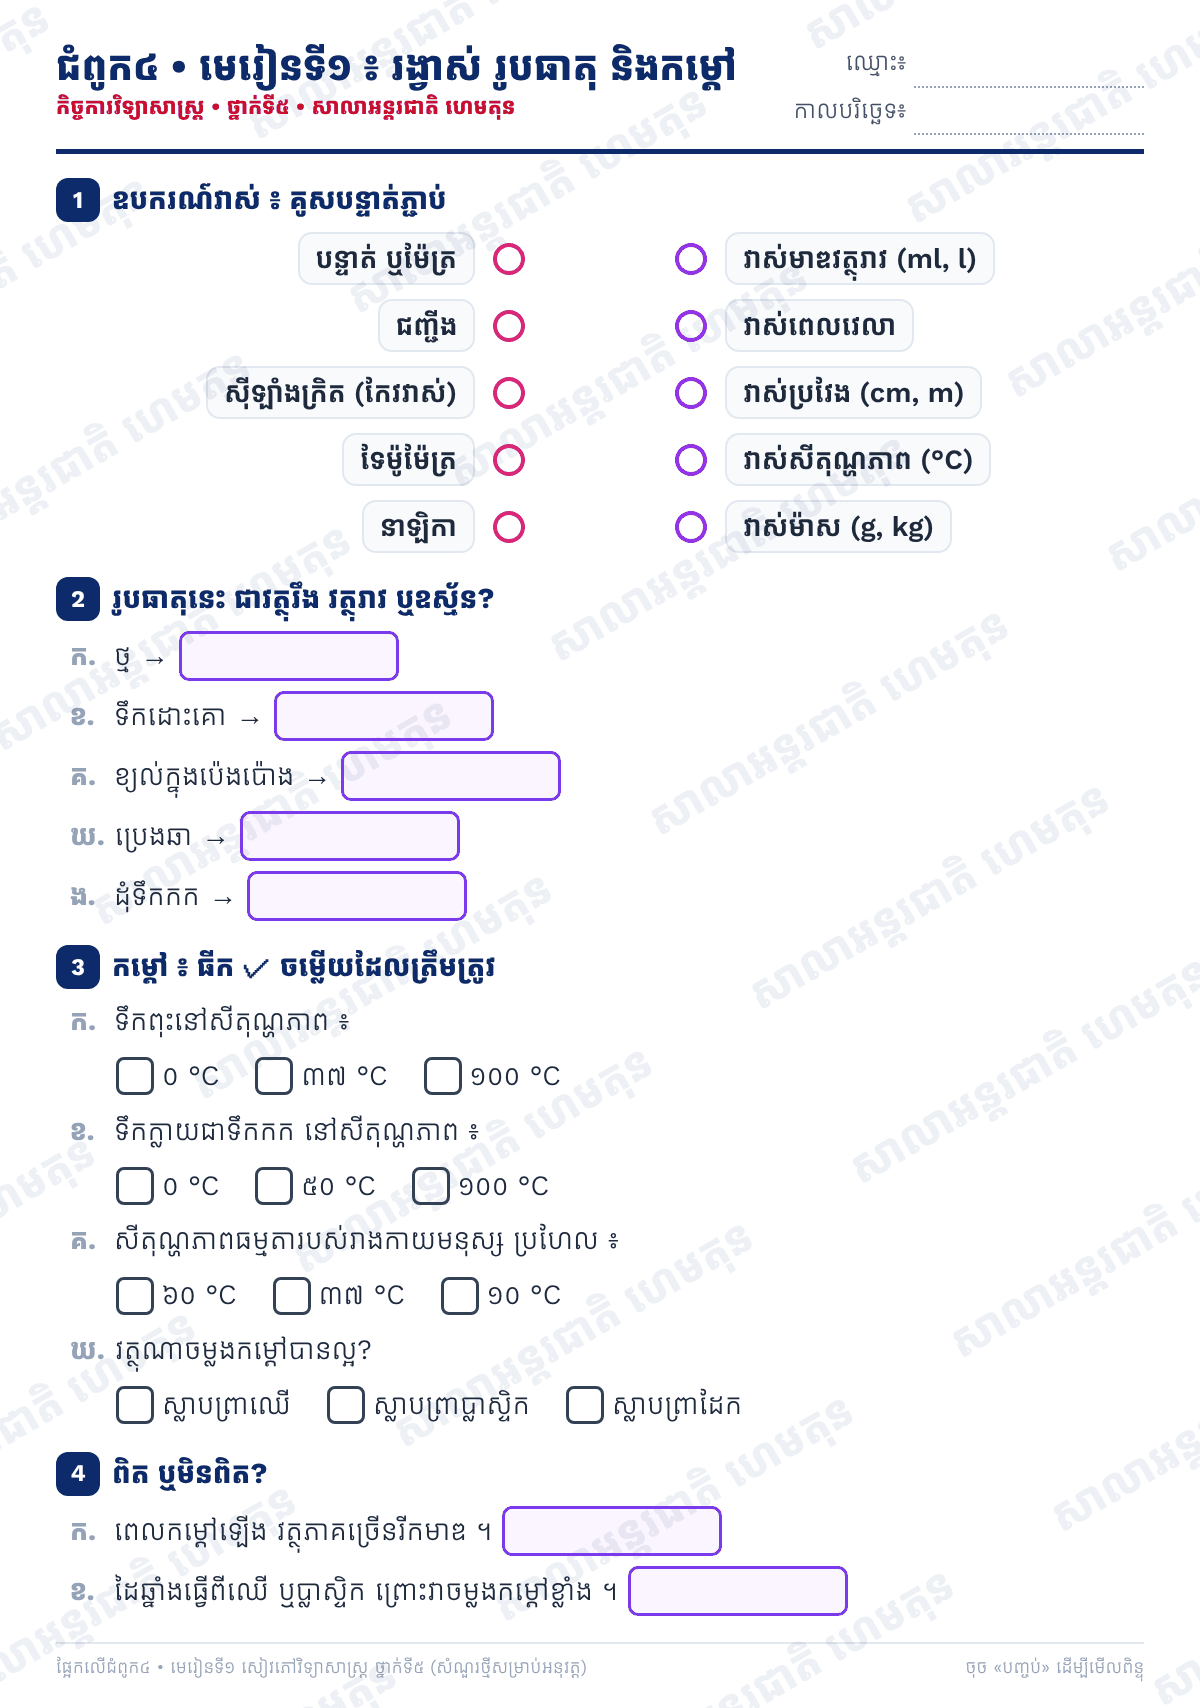 ជំពូក៤ • មេរៀនទី១ ៖ រង្វាស់ រូបធាតុ និងកម្ដៅ
កិច្ចការវិទ្យាសាស្ត្រ • ថ្នាក់ទី៥ • សាលាអន្តរជាតិ ហេមតុន
ឈ្មោះ៖
កាលបរិច្ឆេទ៖
1 ឧបករណ៍វាស់ ៖ គូសបន្ទាត់ភ្ជាប់
បន្ទាត់ ឬម៉ែត្រ វាស់មាឌវត្ថុរាវ (ml, l)
ជញ្ជីង វាស់ពេលវេលា
ស៊ីឡាំងក្រិត (កែវវាស់) វាស់ប្រវែង (cm, m)
ទែម៉ូម៉ែត្រ វាស់សីតុណ្ហភាព (°C)
នាឡិកា វាស់ម៉ាស (g, kg)
2 រូបធាតុនេះ ជាវត្ថុរឹង វត្ថុរាវ ឬឧស្ម័ន?
ក. ថ្ម →
ខ. ទឹកដោះគោ →
គ. ខ្យល់ក្នុងប៉េងប៉ោង →
ឃ. ប្រេងឆា →
ង. ដុំទឹកកក →
3 កម្ដៅ ៖ ធីក ✓ ចម្លើយដែលត្រឹមត្រូវ
ក. ទឹកពុះនៅសីតុណ្ហភាព ៖
០ °C ៣៧ °C ១០០ °C
ខ. ទឹកក្លាយជាទឹកកក នៅសីតុណ្ហភាព ៖
០ °C ៥០ °C ១០០ °C
គ. សីតុណ្ហភាពធម្មតារបស់រាងកាយមនុស្ស ប្រហែល ៖
៦០ °C ៣៧ °C ១០ °C
ឃ. វត្ថុណាចម្លងកម្ដៅបានល្អ?
ស្លាបព្រាឈើ ស្លាបព្រាប្លាស្ទិក ស្លាបព្រាដែក
4 ពិត ឬមិនពិត?
ក. ពេលកម្ដៅឡើង វត្ថុភាគច្រើនរីកមាឌ ។
ខ. ដៃឆ្នាំងធ្វើពីឈើ ឬប្លាស្ទិក ព្រោះវាចម្លងកម្ដៅខ្លាំង ។
ផ្អែកលើជំពូក៤ • មេរៀនទី១ សៀវភៅវិទ្យាសាស្ត្រ ថ្នាក់ទី៥ (សំណួរថ្មីសម្រាប់អនុវត្ត)
ចុច «បញ្ចប់» ដើម្បីមើលពិន្ទុ